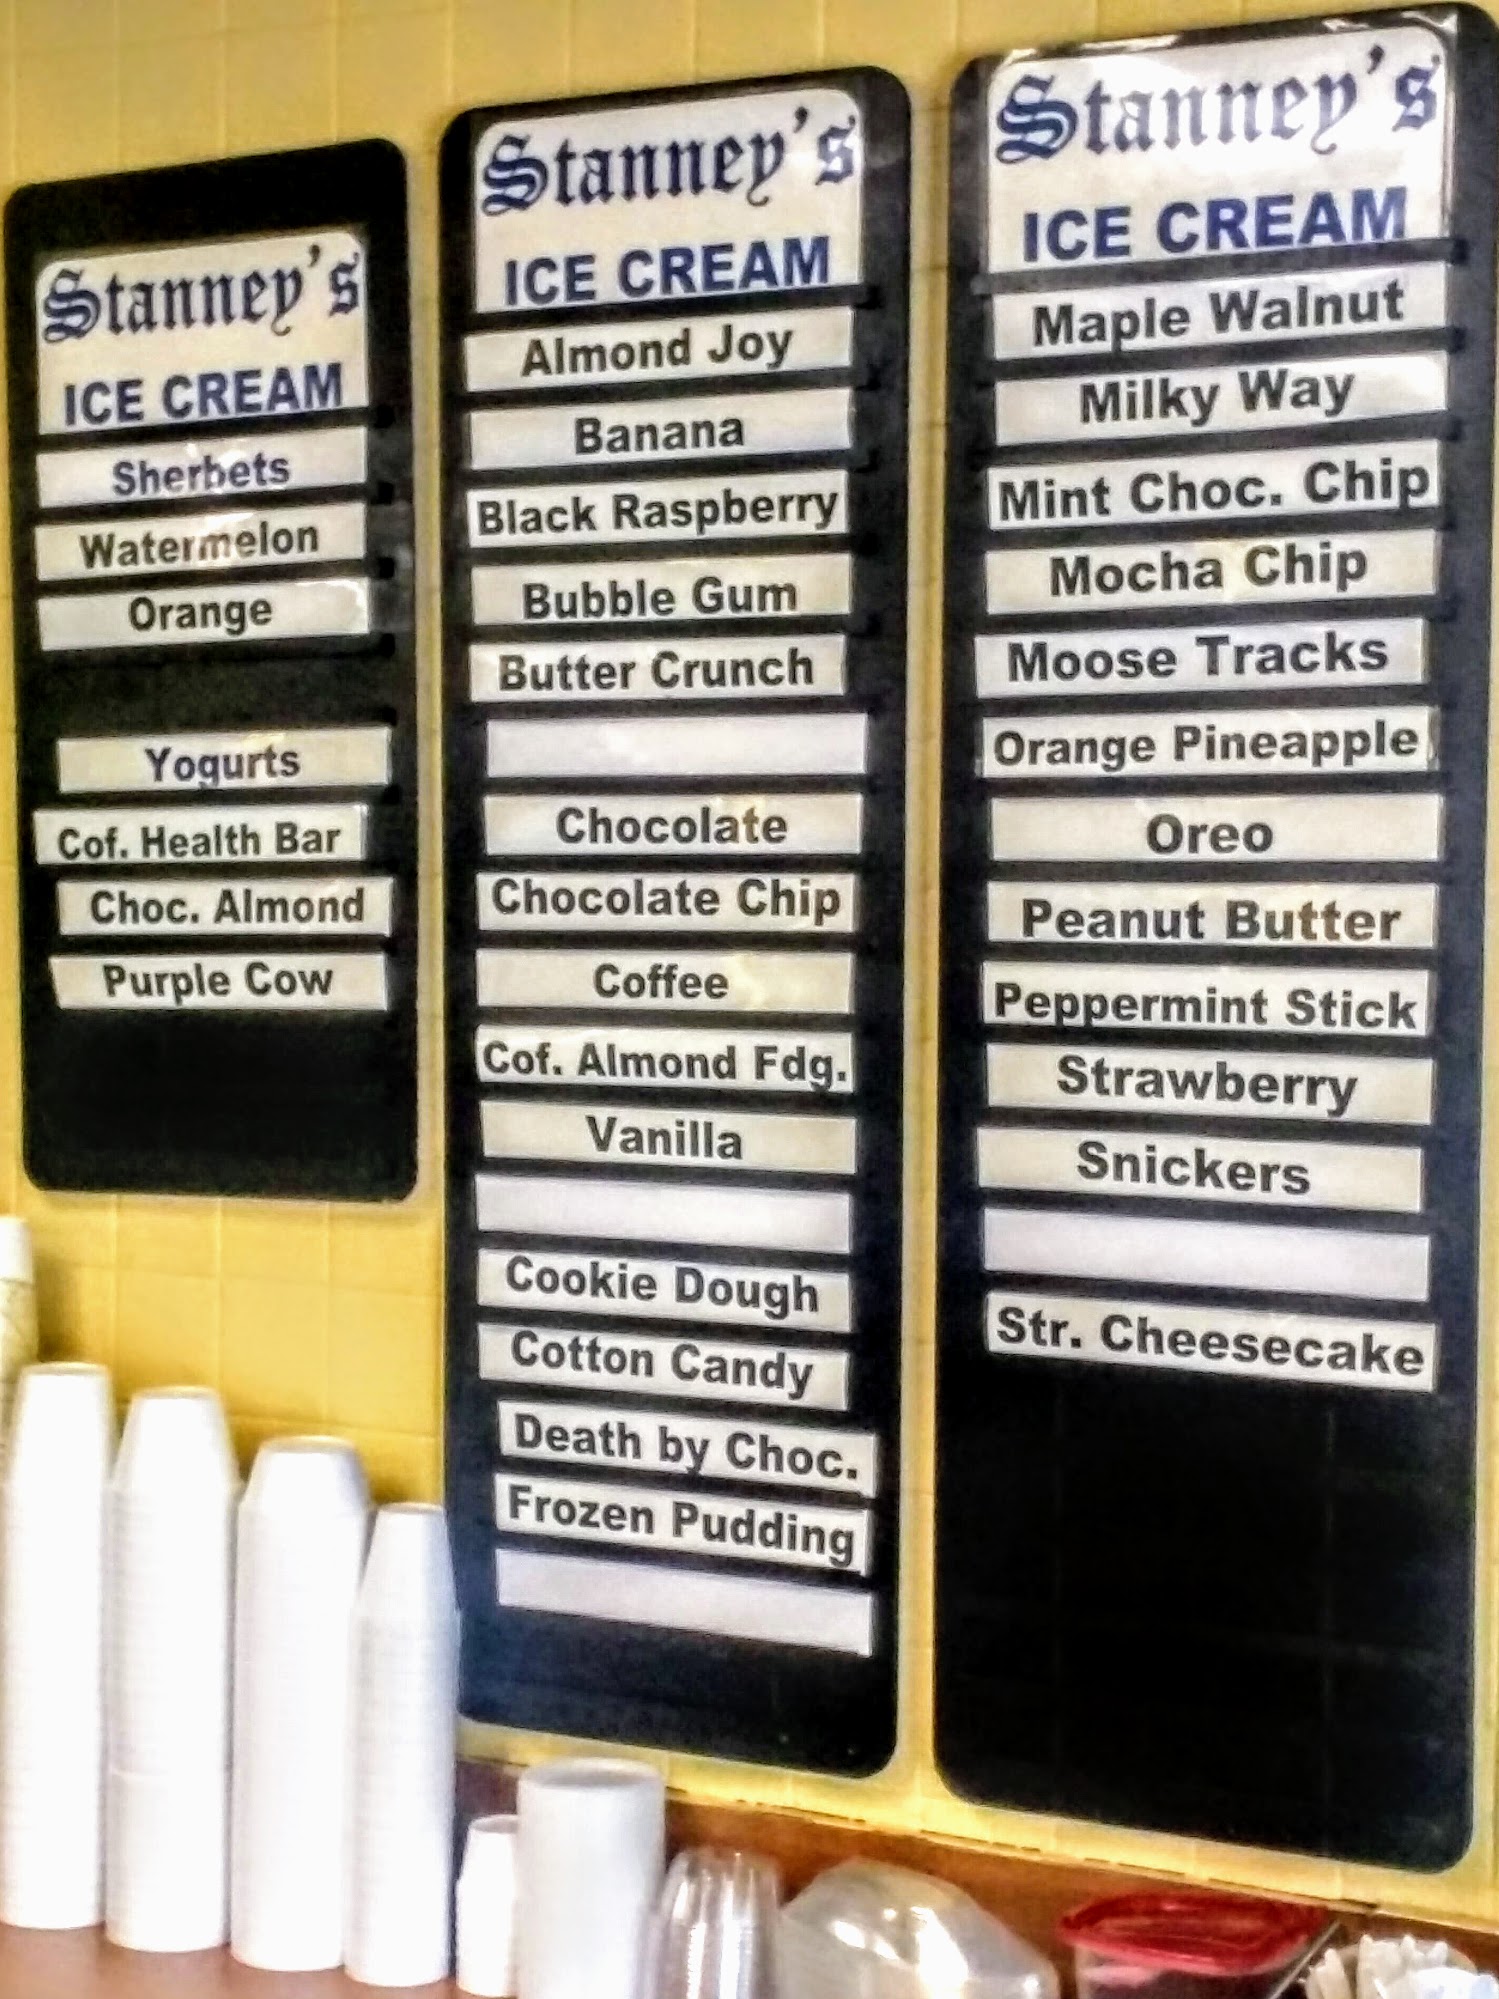 Stanney's
ICE CREAM
Sherbets
Watermelon
Orange
Yogurts
Cof. Health Bar
Choc. Almond
Purple Cow
Stanney's
ICE CREAM
Almond Joy
Banana
Black Raspberry
Bubble Gum
Butter Crunch
Chocolate
Chocolate Chip
Coffee
Cof. Almond Fdg.
Vanilla
Cookie Dough
Cotton Candy
Death by Choc.
Frozen Pudding
Stanney's
ICE CREAM
Maple Walnut
Milky Way
Mint Choc. Chip
Mocha Chip
Moose Tracks
Orange Pineapple
Oreo
Peanut Butter
Peppermint Stick
Strawberry
Snickers
Str. Cheesecake